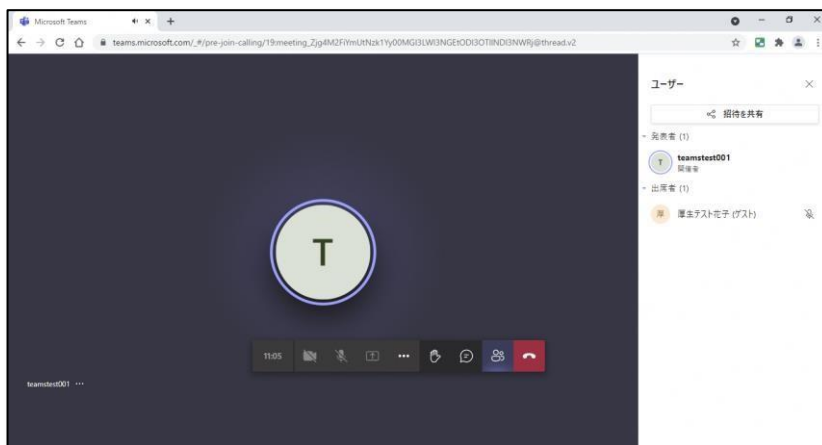 Microsoft Teams
teams.microsoft.com/_#/pre-join-calling/19:meeting_Zjg4M2FiYmUtNzk1Yy00MGI3LWI3NGEtODI3OTIINDI3NWRj@thread.v2
ユーザー
招待を共有
発表者 (1)
T
teamstest001
開催者
出席者 (1)
厚
厚生テスト花子 (ゲスト)
T
11:05
teamstest001